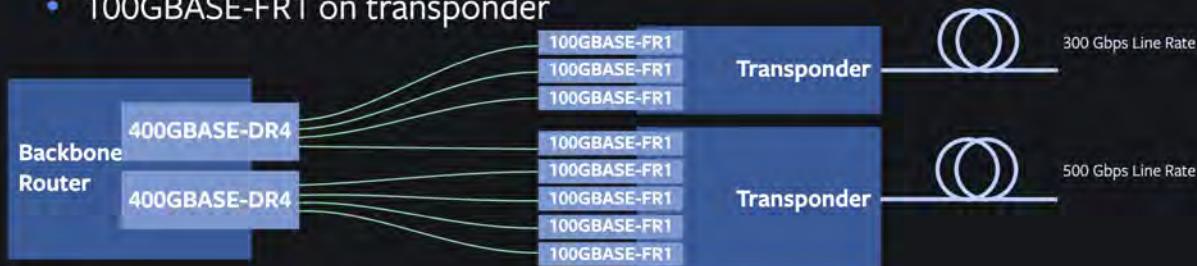 • 100GBASE-FR1 on transponder
100GBASE-FR1
100GBASE-FR1
100GBASE-FR1
Transponder
300 Gbps Line Rate
Backbone
Router
400GBASE-DR4
400GBASE-DR4
100GBASE-FR1
100GBASE-FR1
100GBASE-FR1
100GBASE-FR1
100GBASE-FR1
Transponder
500 Gbps Line Rate